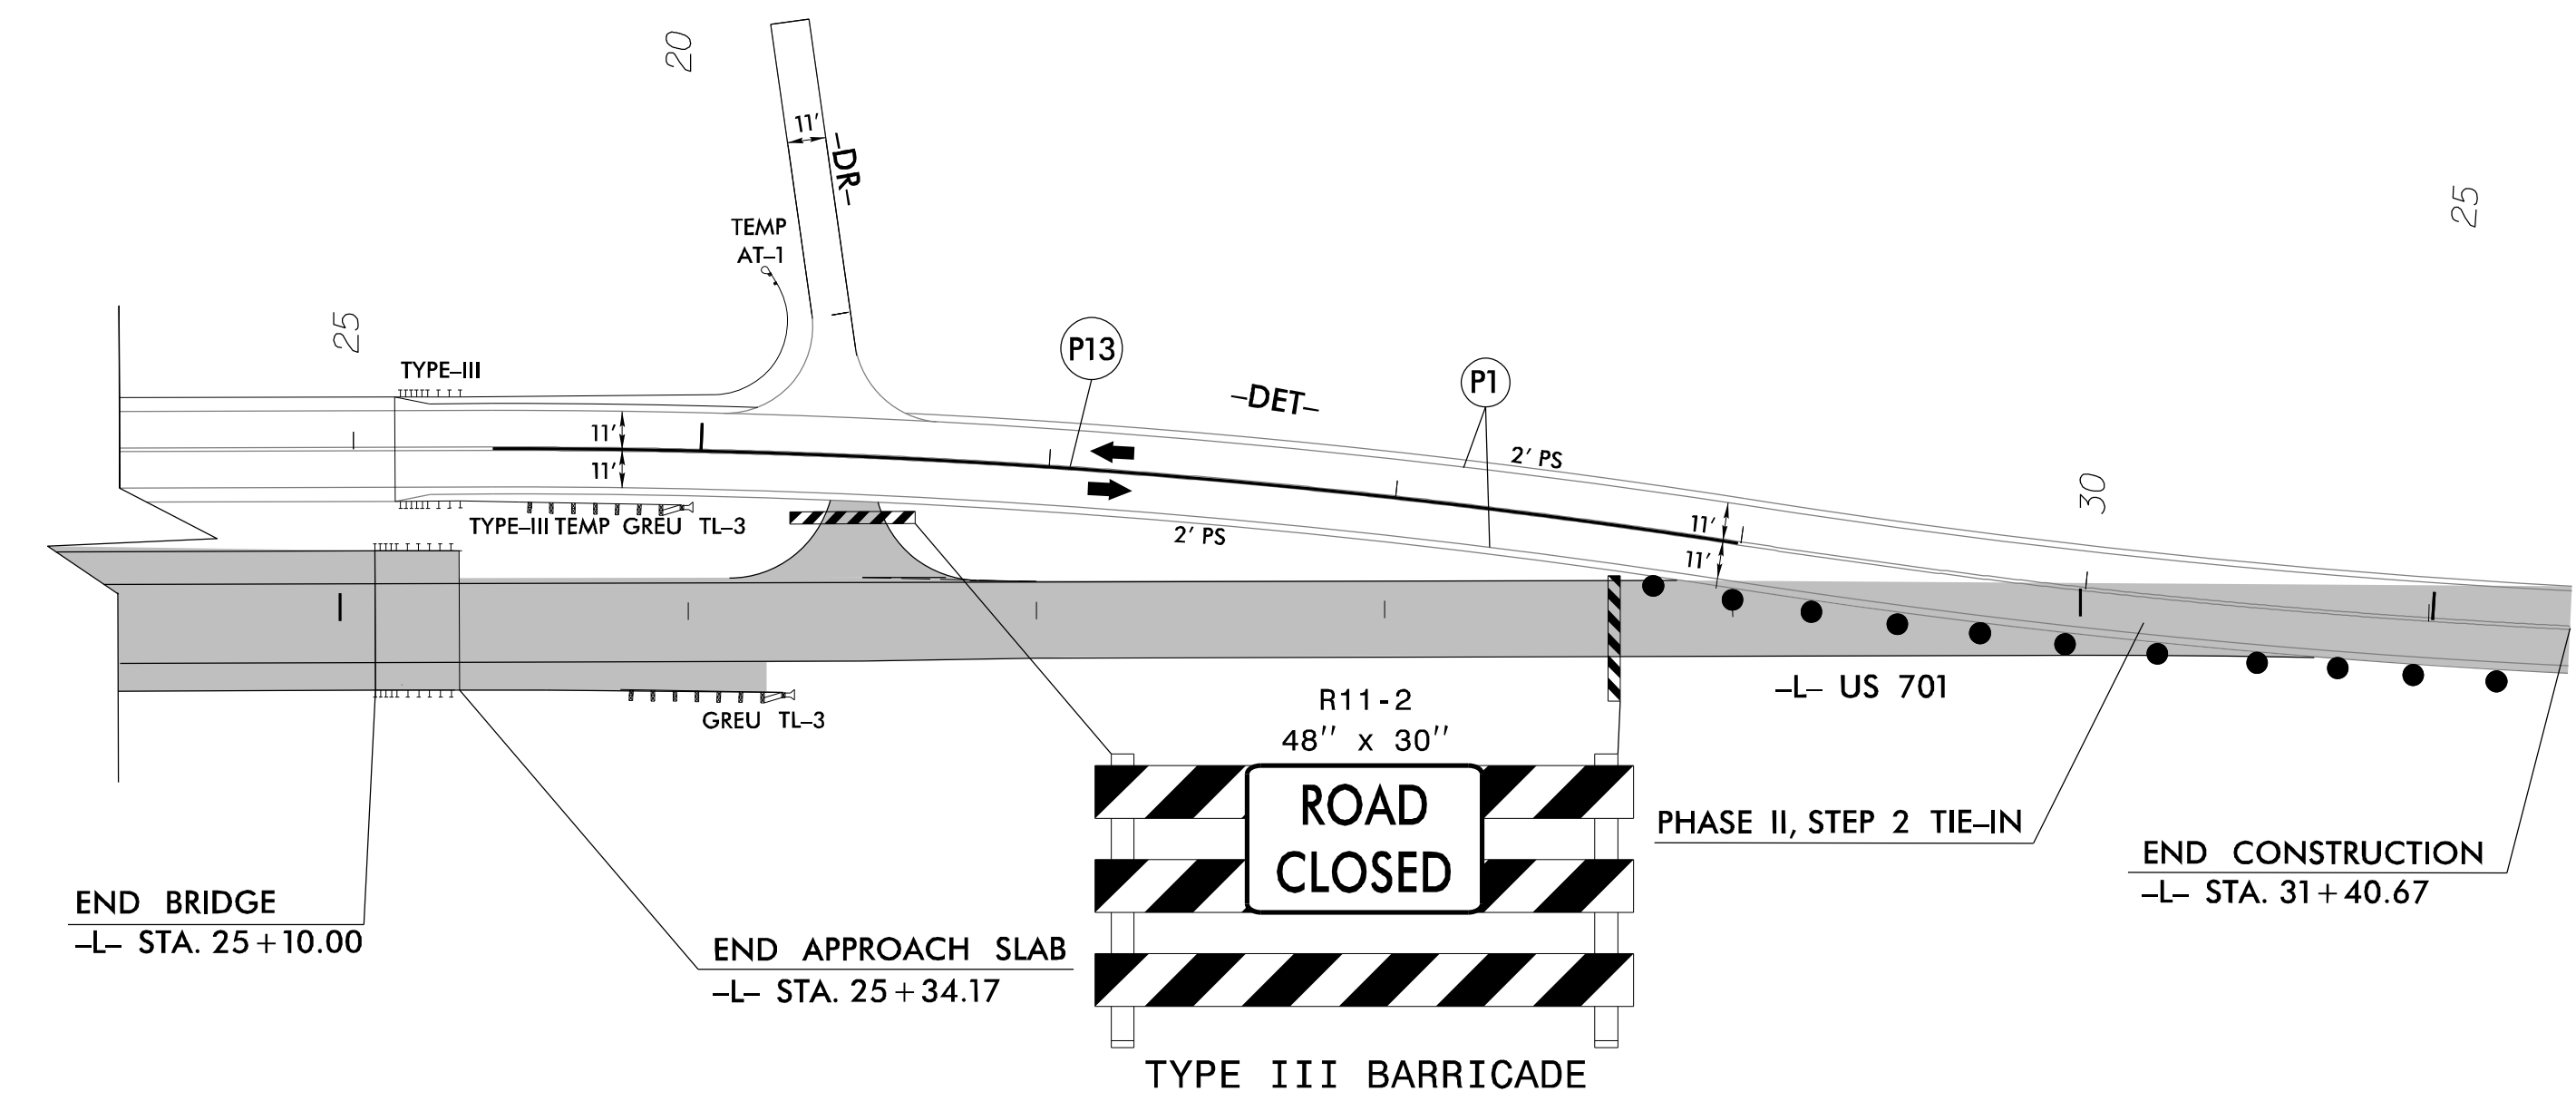 20
11'
-DR-
TEMP
AT-1
25
25
TYPE-III
P13
P1
-DET-
11'
11'
2' PS
30
11'
11'
TYPE-III TEMP GREU TL-3
2' PS
-L- US 701
GREU TL-3
R11-2
48" x 30"
ROAD
CLOSED
PHASE II, STEP 2 TIE-IN
END CONSTRUCTION
-L- STA. 31+40.67
END BRIDGE
-L- STA. 25+10.00
END APPROACH SLAB
-L- STA. 25+34.17
TYPE III BARRICADE